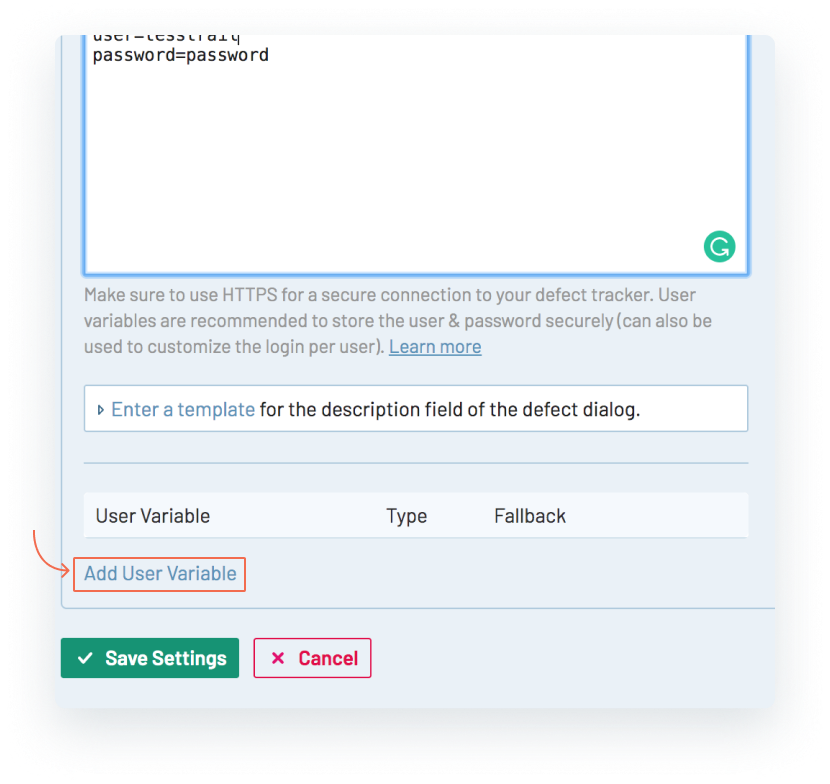 password=password
Make sure to use HTTPS for a secure connection to your defect tracker. User
variables are recommended to store the user & password securely (can also be
used to customize the login per user). Learn more
Enter a template for the description field of the defect dialog.
User Variable Type Fallback
Add User Variable
Save Settings Cancel